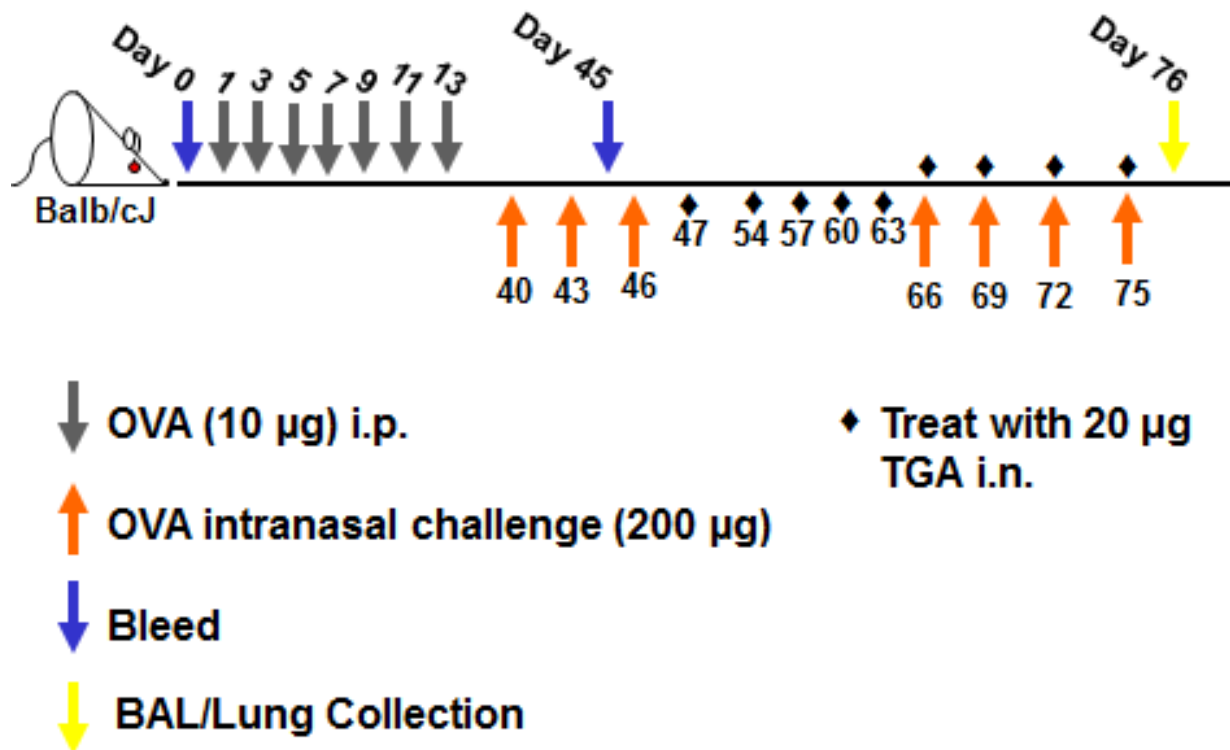 Day 0 1 3 5 7 9 11 13
Day 45
Day 76
Balb/cJ
40 43 46 47 54 57 60 63 66 69 72 75
OVA (10 µg) i.p.
OVA intranasal challenge (200 µg)
Bleed
BAL/Lung Collection
Treat with 20 µg
TGA i.n.